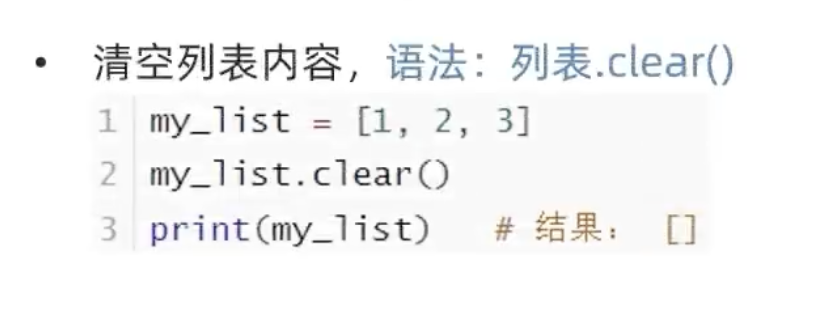 • 清空列表内容，语法：列表.clear()
1 my_list = [1, 2, 3]
2 my_list.clear()
3 print(my_list)   # 结果： []